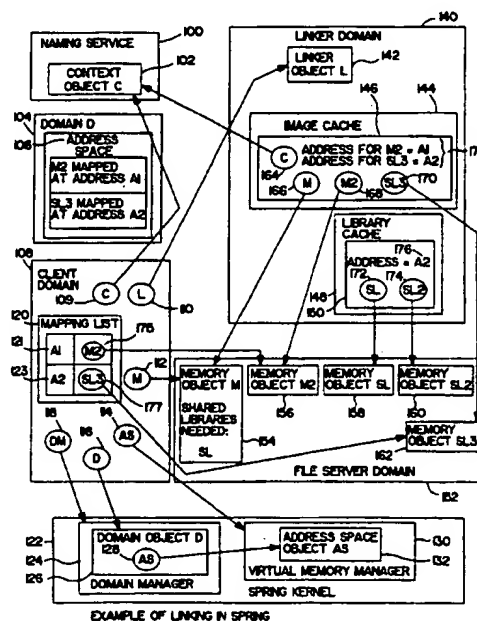 NAMING SERVICE
100
CONTEXT
OBJECT C
102
104
DOMAIN D
106
ADDRESS
SPACE
M2 MAPPED
AT ADDRESS A1
SL3 MAPPED
AT ADDRESS A2
108
CLIENT
DOMAIN
C
L
109
110
120
MAPPING LIST
121
A1
M2
176
123
A2
SL3
177
112
M
114
AS
DM
116
D
140
LINKER DOMAIN
LINKER
OBJECT L
142
146
144
IMAGE CACHE
C
ADDRESS FOR M2 = A1
ADDRESS FOR SL3 = A2
164
166
M
M2
168
SL3
170
LIBRARY
CACHE
176
ADDRESS = A2
172
174
148
150
SL
SL2
MEMORY
OBJECT M
SHARED
LIBRARIES
NEEDED:
SL
154
MEMORY
OBJECT M2
156
MEMORY
OBJECT SL
158
MEMORY
OBJECT SL2
160
162
MEMORY
OBJECT SL3
FILE SERVER DOMAIN
152
122
124
126
DOMAIN OBJECT D
128
AS
DOMAIN MANAGER
ADDRESS SPACE
OBJECT AS
130
132
VIRTUAL MEMORY MANAGER
SPRING KERNEL
EXAMPLE OF LINKING IN SPRING